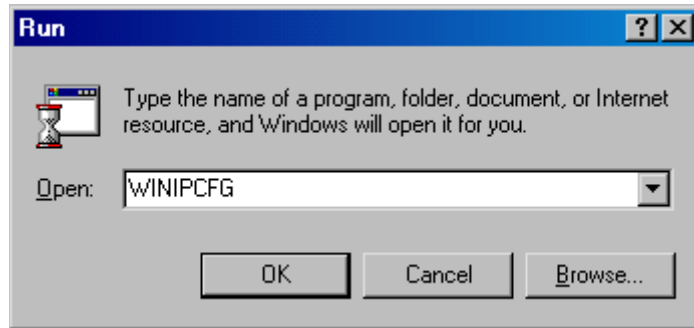 Run
Type the name of a program, folder, document, or Internet
resource, and Windows will open it for you.
Open: WINIPCFG
OK Cancel Browse...